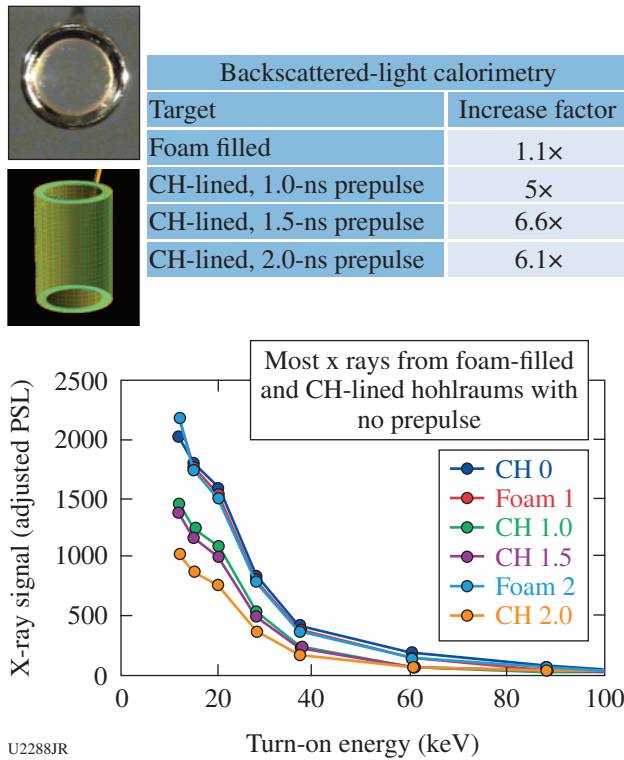 Backscattered-light calorimetry
Target Increase factor
Foam filled 1.1×
CH-lined, 1.0-ns prepulse 5×
CH-lined, 1.5-ns prepulse 6.6×
CH-lined, 2.0-ns prepulse 6.1×
Most x rays from foam-filled
and CH-lined hohlraums with
no prepulse
X-ray signal (adjusted PSL)
2500
2000
1500
1000
500
0
CH 0
Foam 1
CH 1.0
CH 1.5
Foam 2
CH 2.0
0 20 40 60 80 100
Turn-on energy (keV)
U2288JR